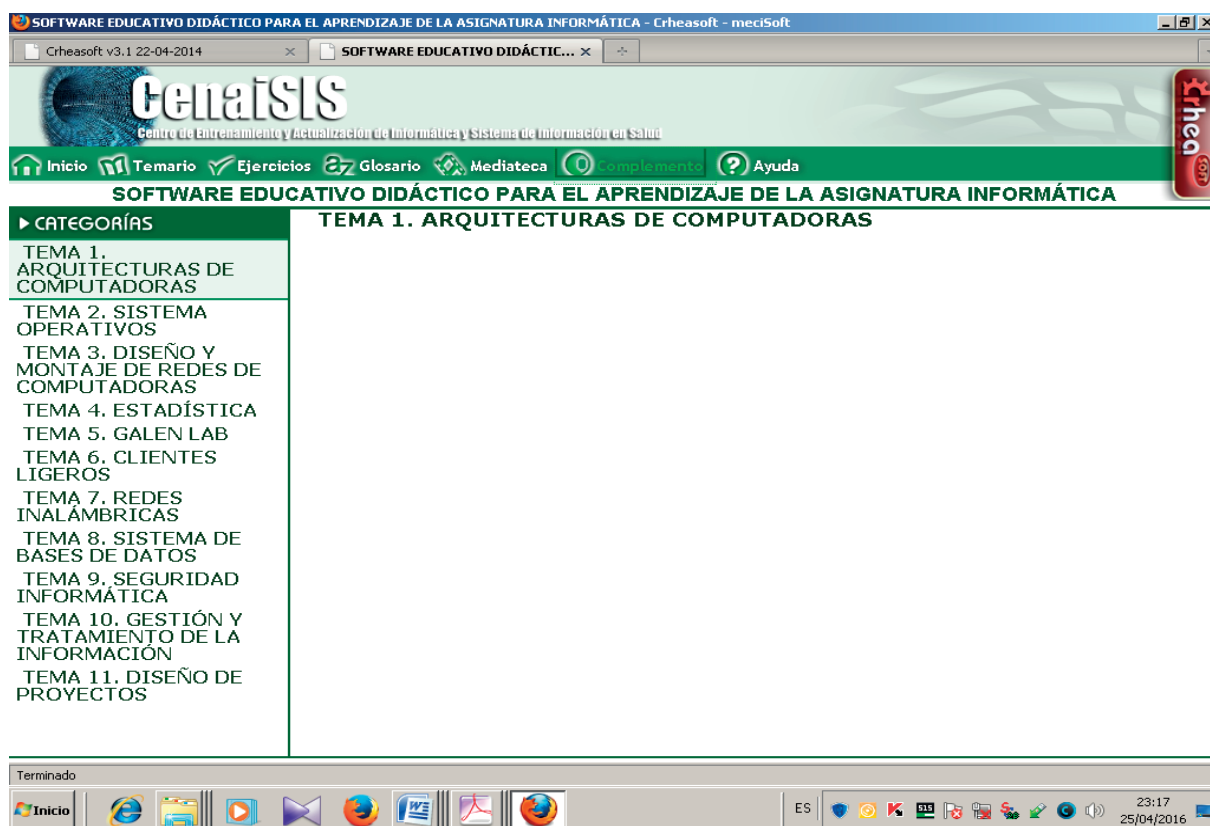 SOFTWARE EDUCATIVO DIDÁCTICO PARA EL APRENDIZAJE DE LA ASIGNATURA INFORMÁTICA - Crheasoft - meciSoft
Crheasoft v3.1 22-04-2014
SOFTWARE EDUCATIVO DIDÁCTIC...
CenaiSIS
Centro de Entrenamiento y Actualización de Informática y Sistema de Información en Salud
Crhea
Soft
Inicio Temario Ejercicios Glosario Mediateca Complemento Ayuda
SOFTWARE EDUCATIVO DIDÁCTICO PARA EL APRENDIZAJE DE LA ASIGNATURA INFORMÁTICA
CATEGORÍAS
TEMA 1. ARQUITECTURAS DE COMPUTADORAS
TEMA 1.
ARQUITECTURAS DE
COMPUTADORAS
TEMA 2. SISTEMA
OPERATIVOS
TEMA 3. DISEÑO Y
MONTAJE DE REDES DE
COMPUTADORAS
TEMA 4. ESTADÍSTICA
TEMA 5. GALEN LAB
TEMA 6. CLIENTES
LIGEROS
TEMA 7. REDES
INALÁMBRICAS
TEMA 8. SISTEMA DE
BASES DE DATOS
TEMA 9. SEGURIDAD
INFORMÁTICA
TEMA 10. GESTIÓN Y
TRATAMIENTO DE LA
INFORMACIÓN
TEMA 11. DISEÑO DE
PROYECTOS
Terminado
Inicio
ES
23:17
25/04/2016